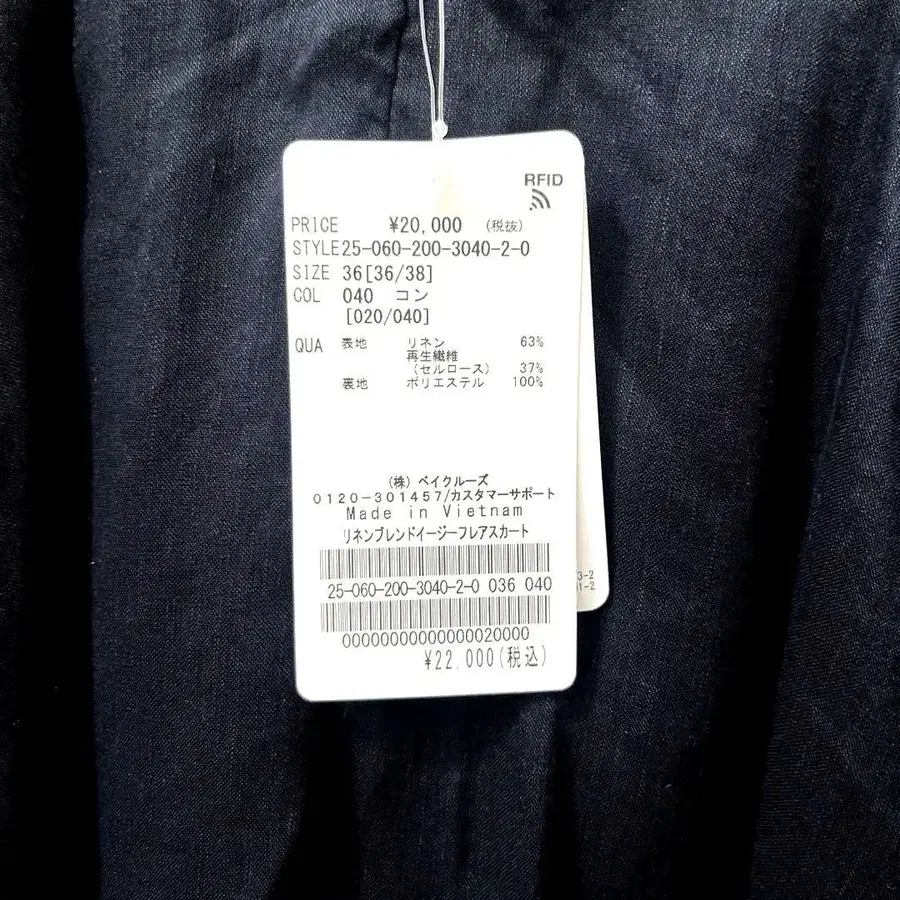 RFID
PRICE ¥20,000 (税抜)
STYLE25-060-200-3040-2-0
SIZE 36[36/38]
COL 040 コン
[020/040]
QUA 表地 リネン 63%
再生繊維
(セルロース) 37%
裏地 ポリエステル 100%
(株) ベイクルーズ
0120-301457/カスタマーサポート
Made in Vietnam
リネンブレンドイージーフレアスカート
25-060-200-3040-2-0 036 040
00000000000000020000
¥22,000(税込)
3-2
1-2